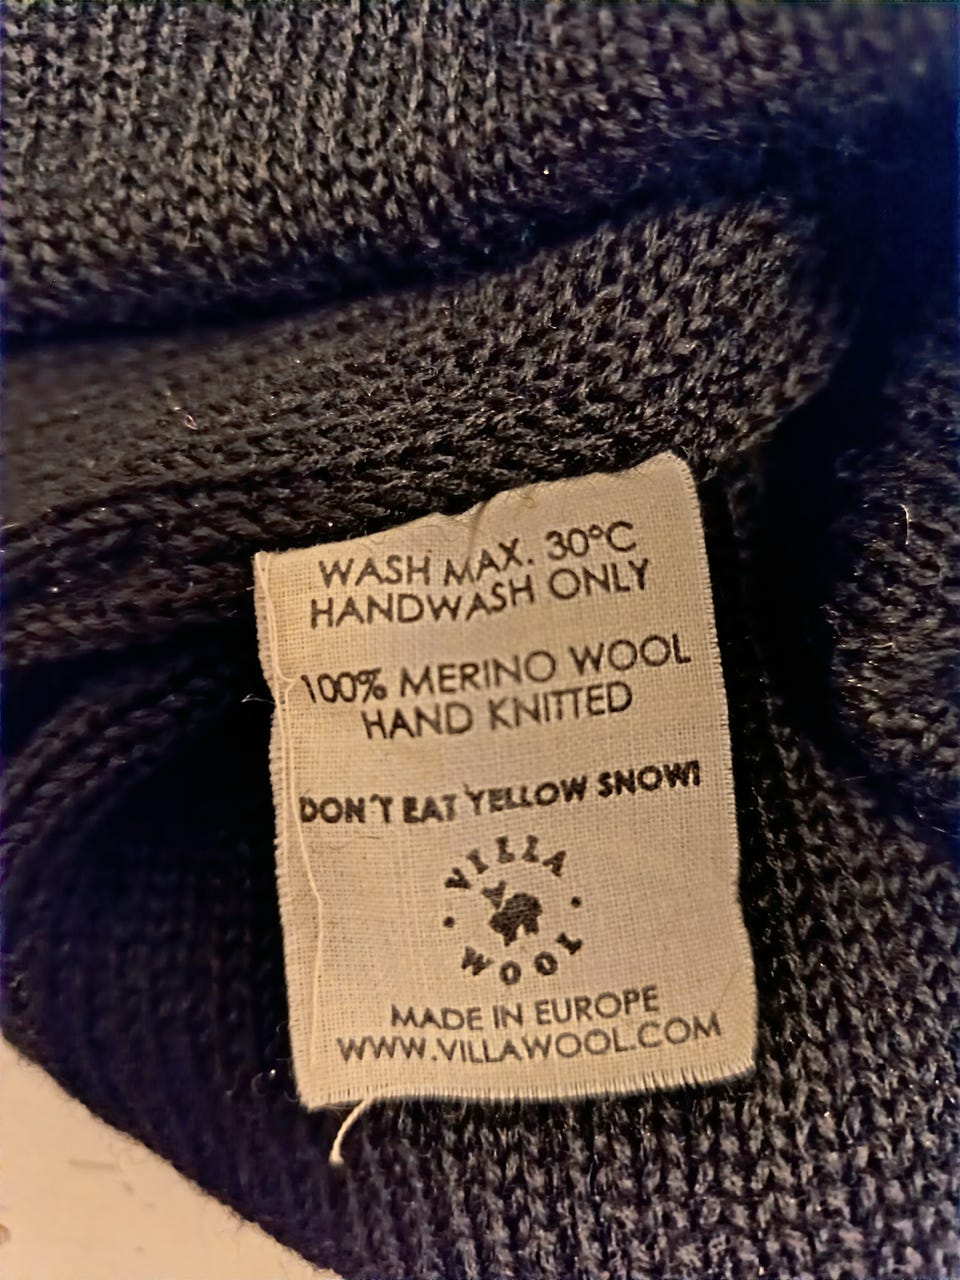 WASH MAX. 30°C
HANDWASH ONLY
100% MERINO WOOL
HAND KNITTED
DON'T EAT YELLOW SNOW!
VILLA
WOOL
MADE IN EUROPE
WWW.VILLAWOOL.COM